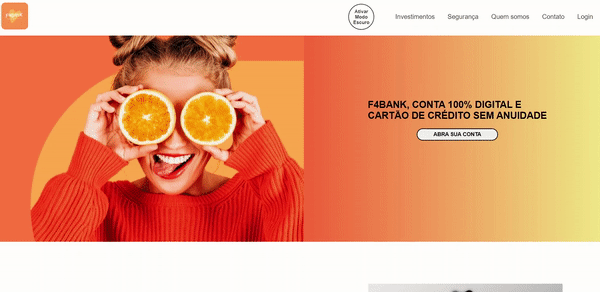 Ativar
Modo
Escuro
Investimentos
Segurança
Quem somos
Contato
Login
F4BANK, CONTA 100% DIGITAL E
CARTÃO DE CRÉDITO SEM ANUIDADE
ABRA SUA CONTA